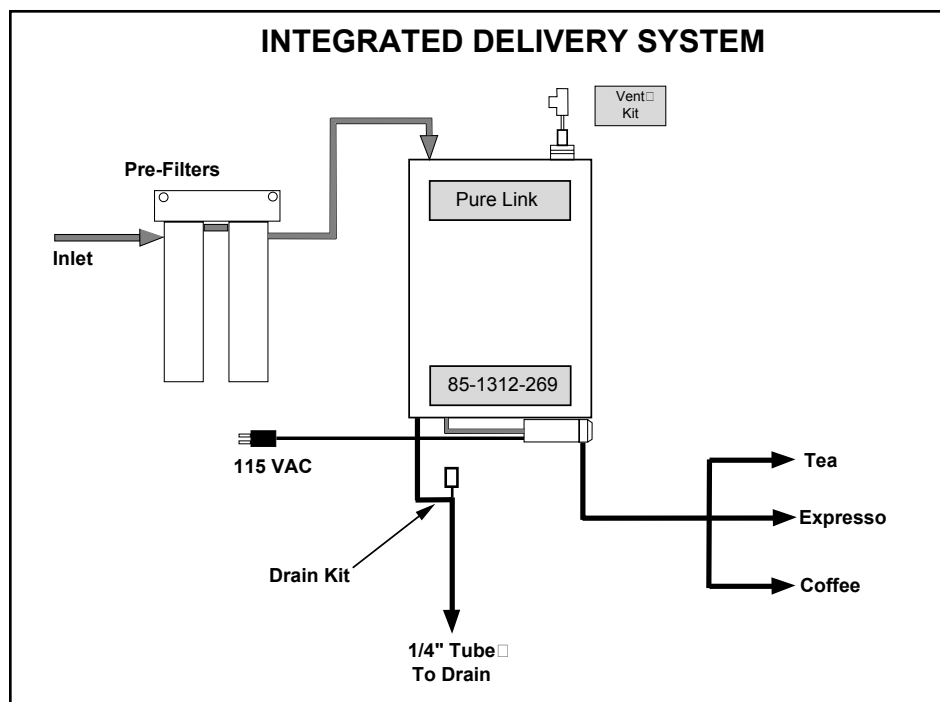 INTEGRATED DELIVERY SYSTEM
Vent□
Kit
Pre-Filters
Pure Link
Inlet
85-1312-269
115 VAC
Tea
Expresso
Drain Kit
Coffee
1/4" Tube□
To Drain